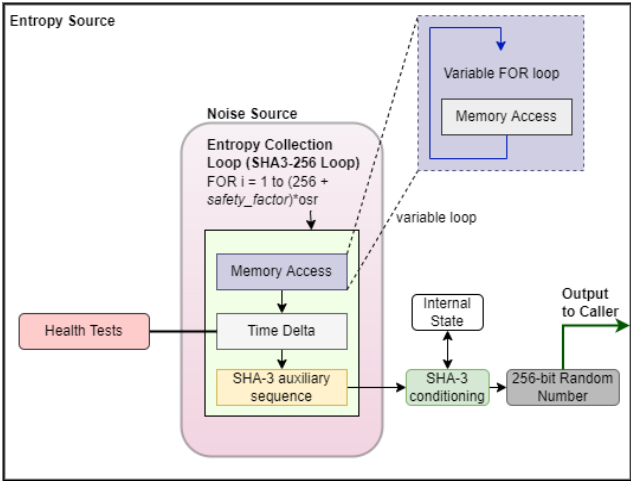 Entropy Source
Variable FOR loop
Memory Access
Noise Source
Entropy Collection
Loop (SHA3-256 Loop)
FOR i = 1 to (256 +
safety_factor)*osr
variable loop
Memory Access
Health Tests
Time Delta
SHA-3 auxiliary
sequence
Internal
State
SHA-3
conditioning
Output
to Caller
256-bit Random
Number